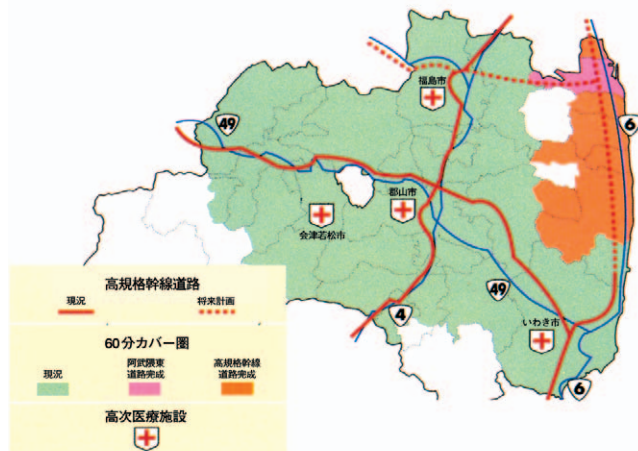 福島市
49
6
郡山市
会津若松市
49
4
いわき市
6
高規格幹線道路
現況
将来計画
60分カバー圏
現況
阿武隈東
道路完成
高規格幹線
道路完成
高次医療施設